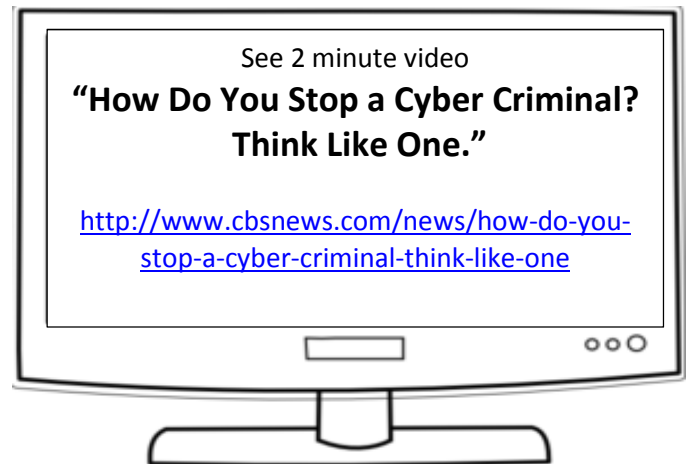 See 2 minute video
“How Do You Stop a Cyber Criminal?
Think Like One.”
http://www.cbsnews.com/news/how-do-you-
stop-a-cyber-criminal-think-like-one